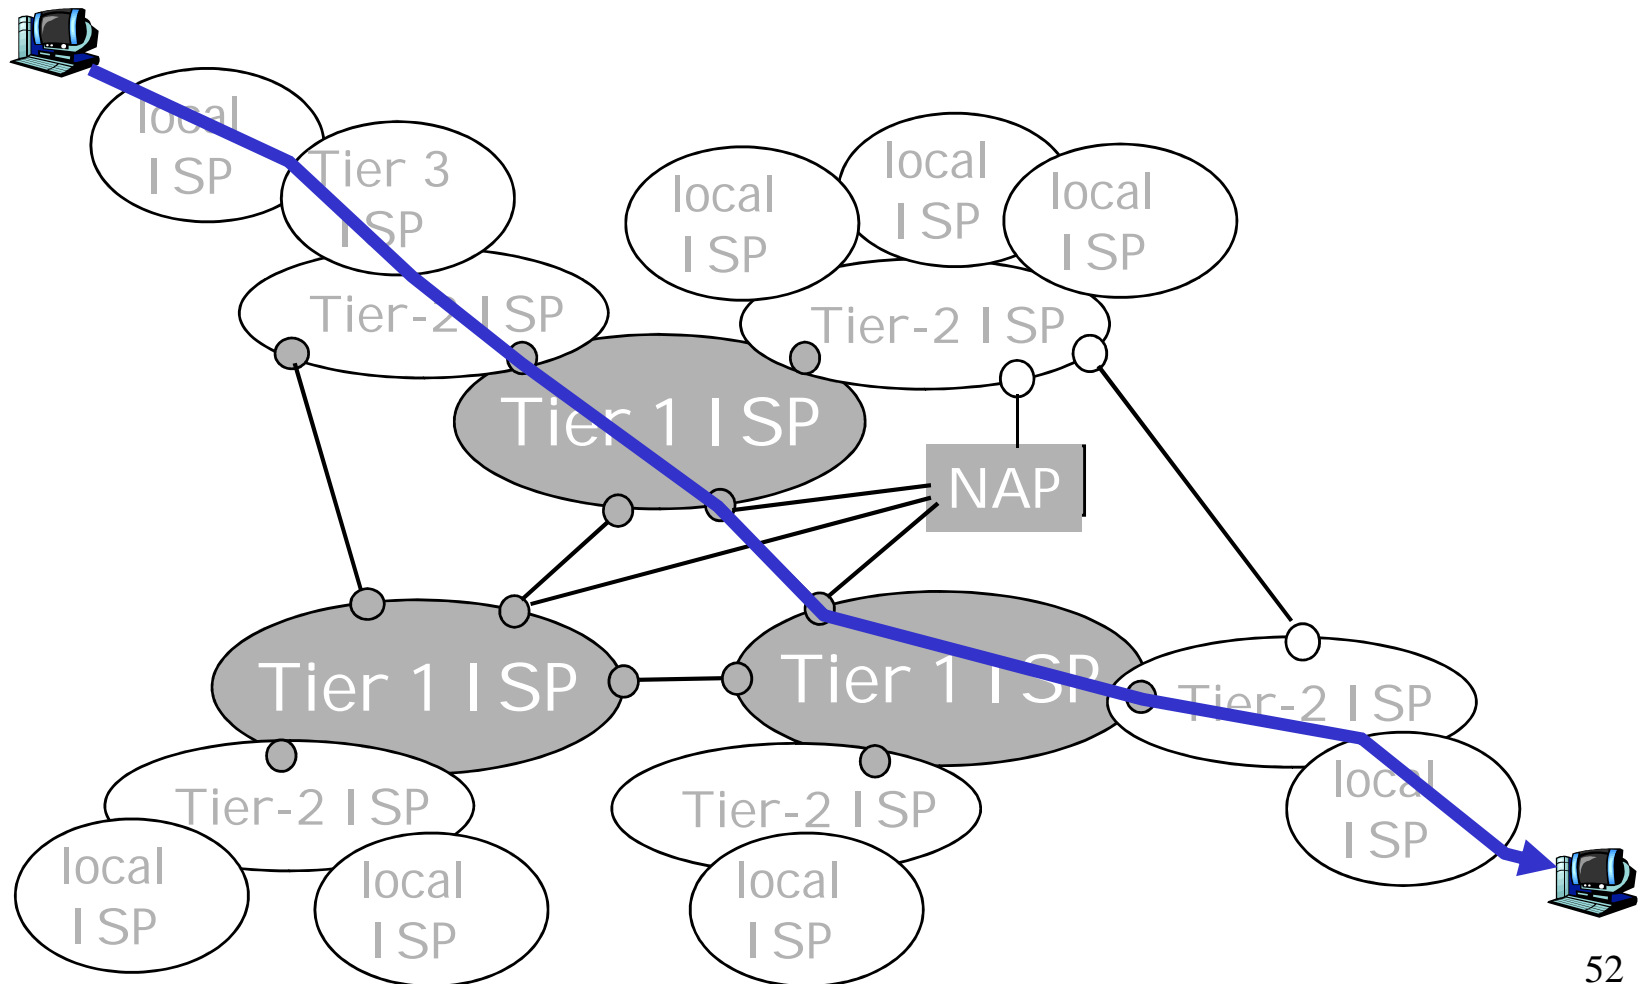 local
ISP
Tier 3
ISP
local
ISP
local
ISP
local
ISP
Tier-2 ISP
Tier-2 ISP
Tier 1 ISP
NAP
Tier 1 ISP
Tier 1 ISP
Tier-2 ISP
local
ISP
Tier-2 ISP
Tier-2 ISP
local
ISP
local
ISP
local
ISP
52